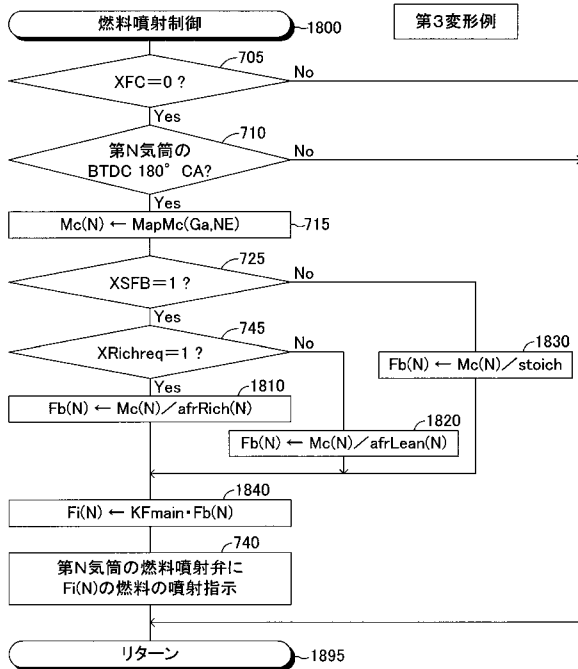 燃料噴射制御
1800
第3変形例
705
XFC=0 ?
No
Yes
710
第N気筒の
BTDC 180° CA?
No
Yes
Mc(N) ← MapMc(Ga,NE)
715
725
XSFB=1 ?
No
Yes
745
XRichreq=1 ?
No
Yes
1830
Fb(N) ← Mc(N)/stoich
1810
Fb(N) ← Mc(N)/afrRich(N)
1820
Fb(N) ← Mc(N)/afrLean(N)
1840
Fi(N) ← KFmain・Fb(N)
740
第N気筒の燃料噴射弁に
Fi(N)の燃料の噴射指示
リターン
1895